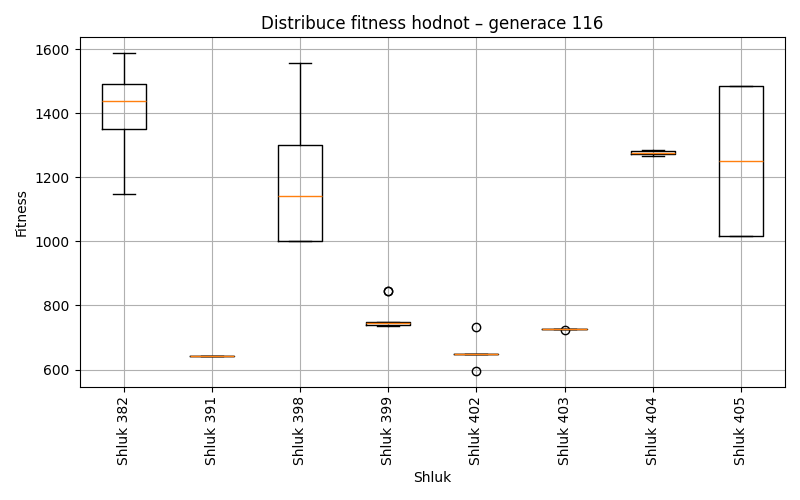 Distribuce fitness hodnot – generace 116
Fitness
1600
1400
1200
1000
800
600
Shluk 382
Shluk 391
Shluk 398
Shluk 399
Shluk 402
Shluk 403
Shluk 404
Shluk 405
Shluk